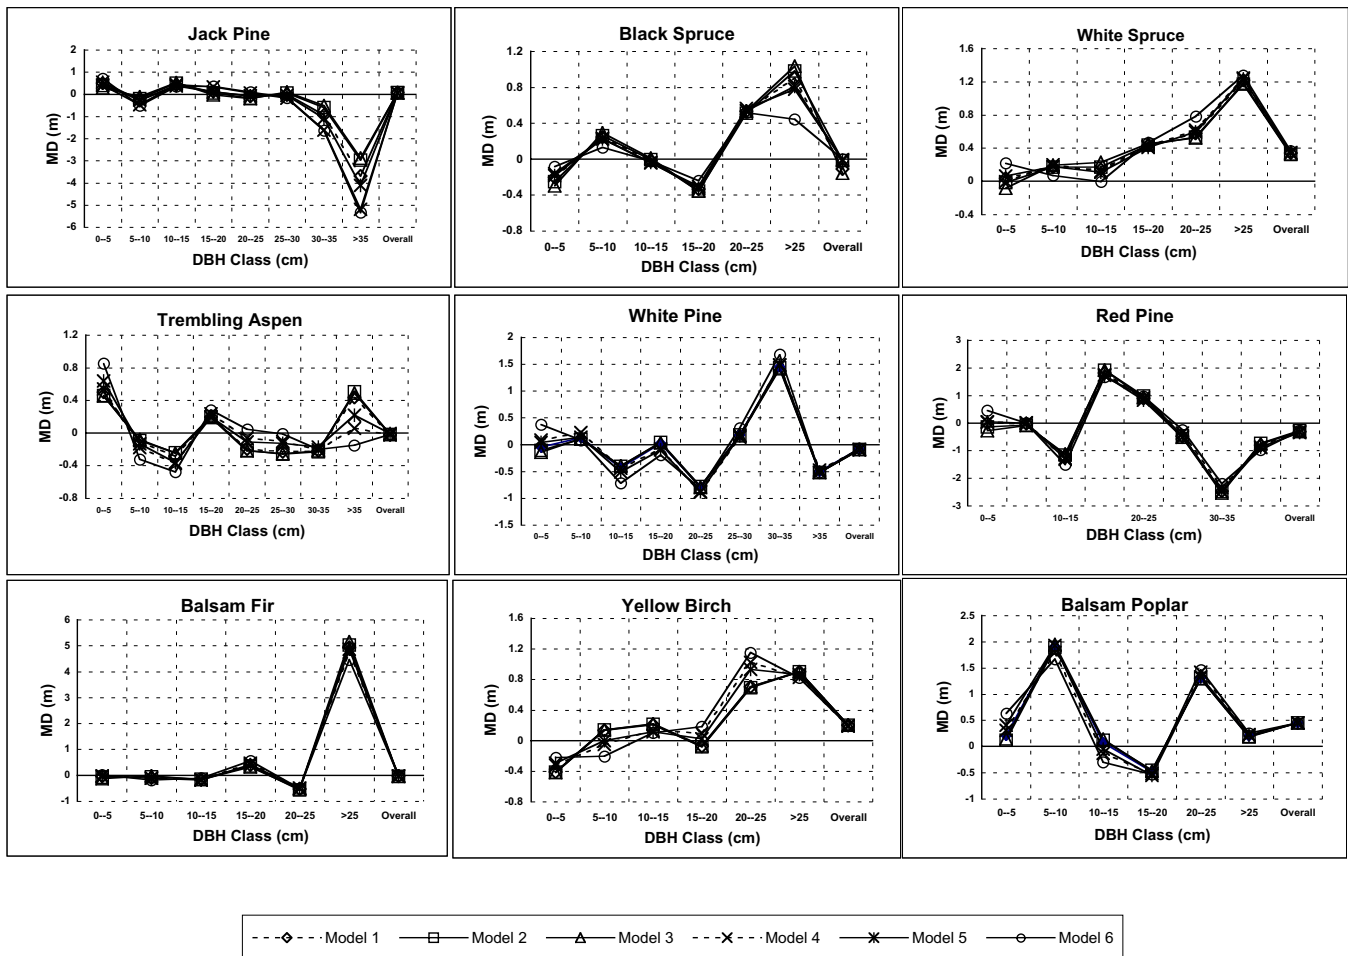 Jack Pine
2
1
0
-1
-2
-3
-4
-5
-6
MD (m)
0--5 5--10 10--15 15--20 20--25 25--30 30--35 >35 Overall
DBH Class (cm)
Black Spruce
1.2
0.8
0.4
0
-0.4
-0.8
MD (m)
0--5 5--10 10--15 15--20 20--25 >25 Overall
DBH Class (cm)
White Spruce
1.6
1.2
0.8
0.4
0
-0.4
MD (m)
0--5 5--10 10--15 15--20 20--25 >25 Overall
DBH Class (cm)
Trembling Aspen
1.2
0.8
0.4
0
-0.4
-0.8
MD (m)
0--5 5--10 10--15 15--20 20--25 25--30 30-35 >35 Overall
DBH Class (cm)
White Pine
2
1.5
1
0.5
0
-0.5
-1
-1.5
MD (m)
0--5 5--10 10--15 15--20 20--25 25--30 30--35 >35 Overall
DBH Class (cm)
Red Pine
3
2
1
0
-1
-2
-3
MD (m)
0--5 10--15 20--25 30--35 Overall
DBH Class (cm)
Balsam Fir
6
5
4
3
2
1
0
-1
MD (m)
0--5 5--10 10--15 15--20 20--25 >25 Overall
DBH Class (cm)
Yellow Birch
1.6
1.2
0.8
0.4
0
-0.4
-0.8
MD (m)
0--5 5--10 10--15 15--20 20--25 >25 Overall
DBH Class (cm)
Balsam Poplar
2.5
2
1.5
1
0.5
0
-0.5
-1
MD (m)
0--5 5--10 10--15 15--20 20--25 >25 Overall
DBH Class (cm)
Model 1 Model 2 Model 3 Model 4 Model 5 Model 6